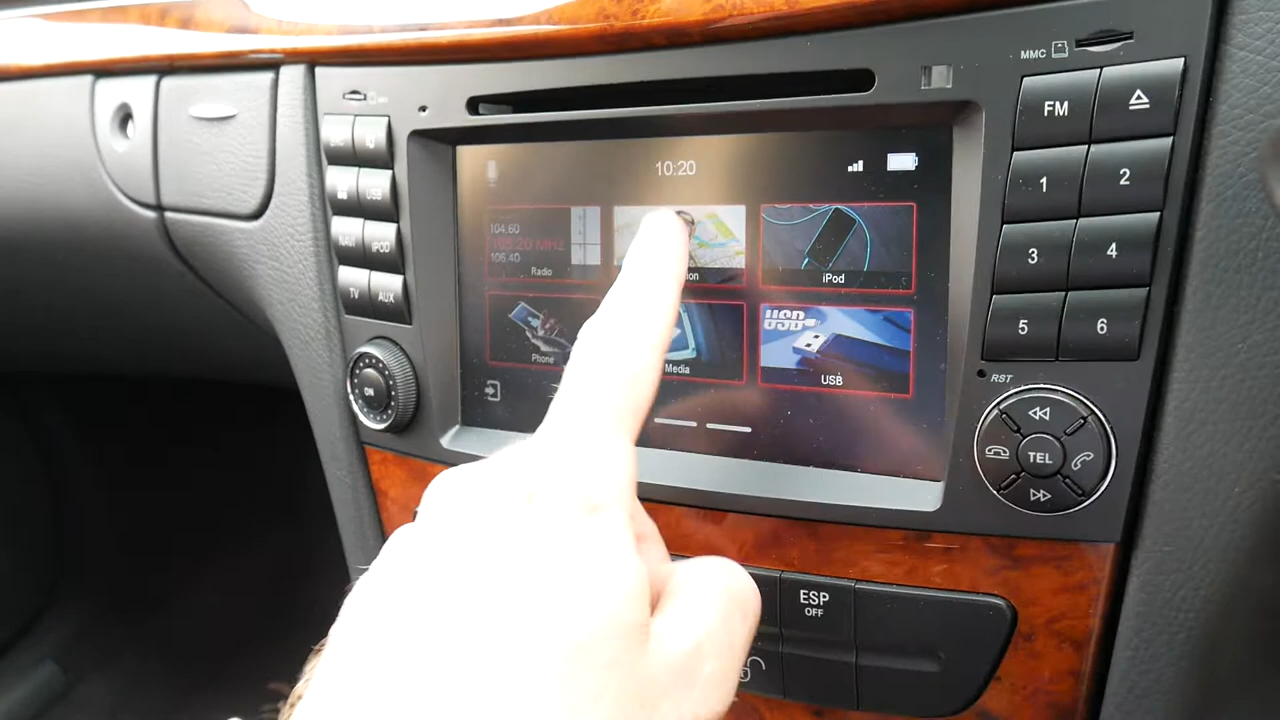 MMC
FM
1
2
3
4
5
6
RST
TEL
USB
NAVI
iPOD
TV
AUX
ON
10:20
104.60
105.20 MHz
106.40
Radio
iPod
Phone
Media
USB
USB
ESP
OFF